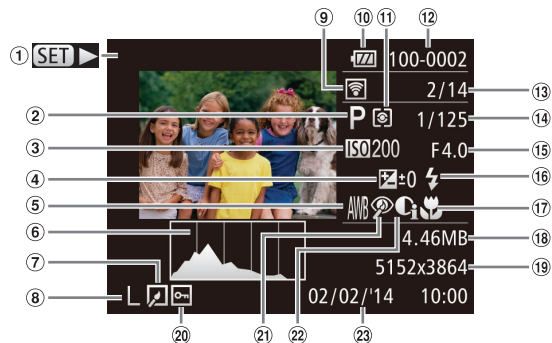 ① SET ⑨ ⑩ ⑪ ⑫
100-0002
2/14 ⑬
② P 1/125 ⑭
③ ISO 200 F4.0 ⑮
④ ±0 ⑯
⑤ AWB i ⑰
⑥ 4.46MB ⑱
⑦ 5152x3864 ⑲
⑧ L 02/02/'14 10:00
⑳ ㉑ ㉒ ㉓